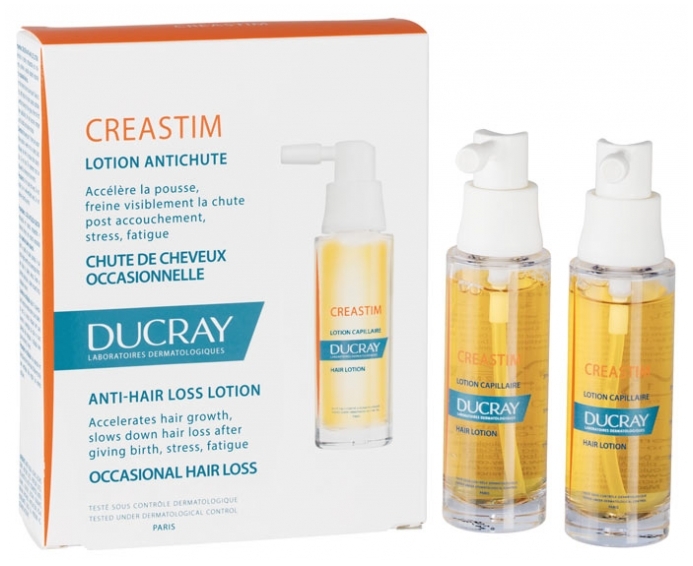 CREASTIM
LOTION ANTICHUTE
Accélère la pousse,
freine visiblement la chute
post accouchement,
stress, fatigue
CHUTE DE CHEVEUX
OCCASIONNELLE
DUCRAY
LABORATOIRES DERMATOLOGIQUES
ANTI-HAIR LOSS LOTION
Accelerates hair growth,
slows down hair loss after
giving birth, stress, fatigue
OCCASIONAL HAIR LOSS
TESTÉ SOUS CONTRÔLE DERMATOLOGIQUE
TESTED UNDER DERMATOLOGICAL CONTROL
PARIS
CREASTIM
LOTION CAPILLAIRE
DUCRAY
HAIR LOTION
CREASTIM
LOTION CAPILLAIRE
DUCRAY
HAIR LOTION
PARIS
CREASTIM
LOTION CAPILLAIRE
DUCRAY
HAIR LOTION
PARIS